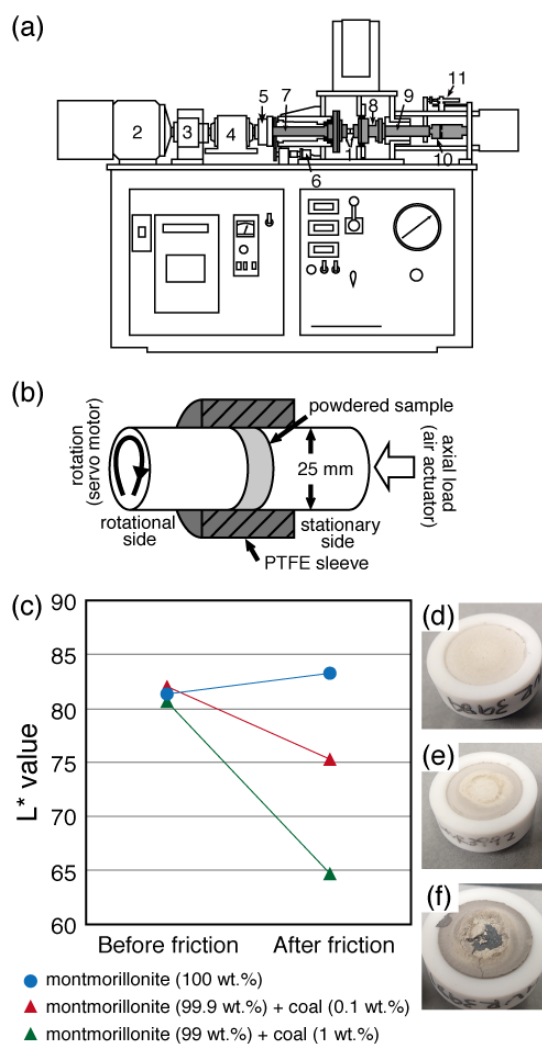 (a)
11
5
7
8
9
2
3
4
1
10
6
(b)
rotation
(servo motor)
powdered sample
25 mm
axial load
(air actuator)
rotational
side
stationary
side
PTFE sleeve
(c)
90
85
80
75
70
65
60
L* value
Before friction
After friction
montmorillonite (100 wt.%)
montmorillonite (99.9 wt.%) + coal (0.1 wt.%)
montmorillonite (99 wt.%) + coal (1 wt.%)
(d)
(e)
(f)